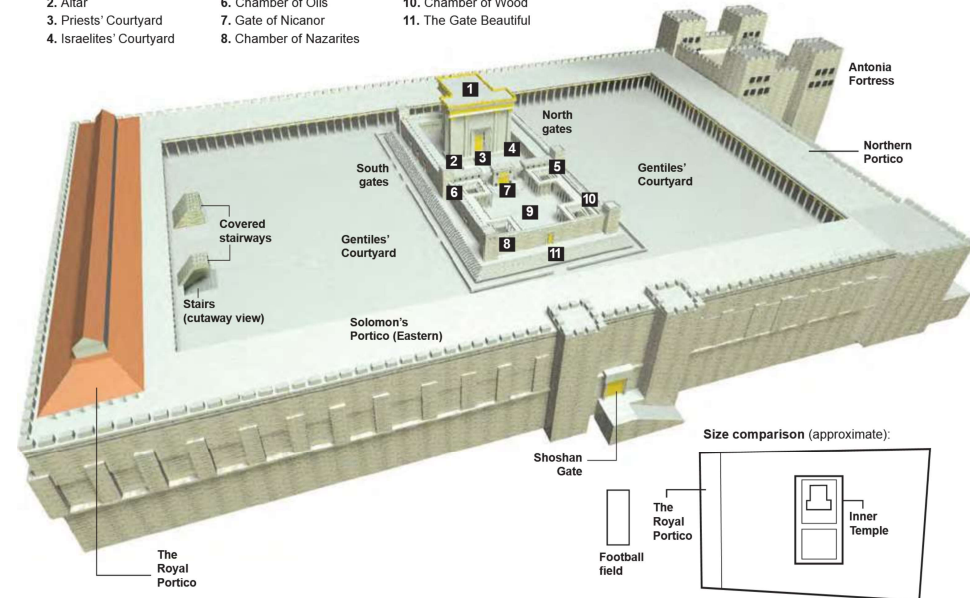 2. Altar
3. Priests' Courtyard
4. Israelites' Courtyard
6. Chamber of Oils
7. Gate of Nicanor
8. Chamber of Nazarites
10. Chamber of Wood
11. The Gate Beautiful
Antonia
Fortress
1
North
gates
Northern
Portico
2
3
4
5
South
gates
Gentiles'
Courtyard
6
7
10
9
Covered
stairways
Gentiles'
Courtyard
8
11
Stairs
(cutaway view)
Solomon's
Portico (Eastern)
Shoshan
Gate
The
Royal
Portico
Size comparison (approximate):
Football
field
The
Royal
Portico
Inner
Temple